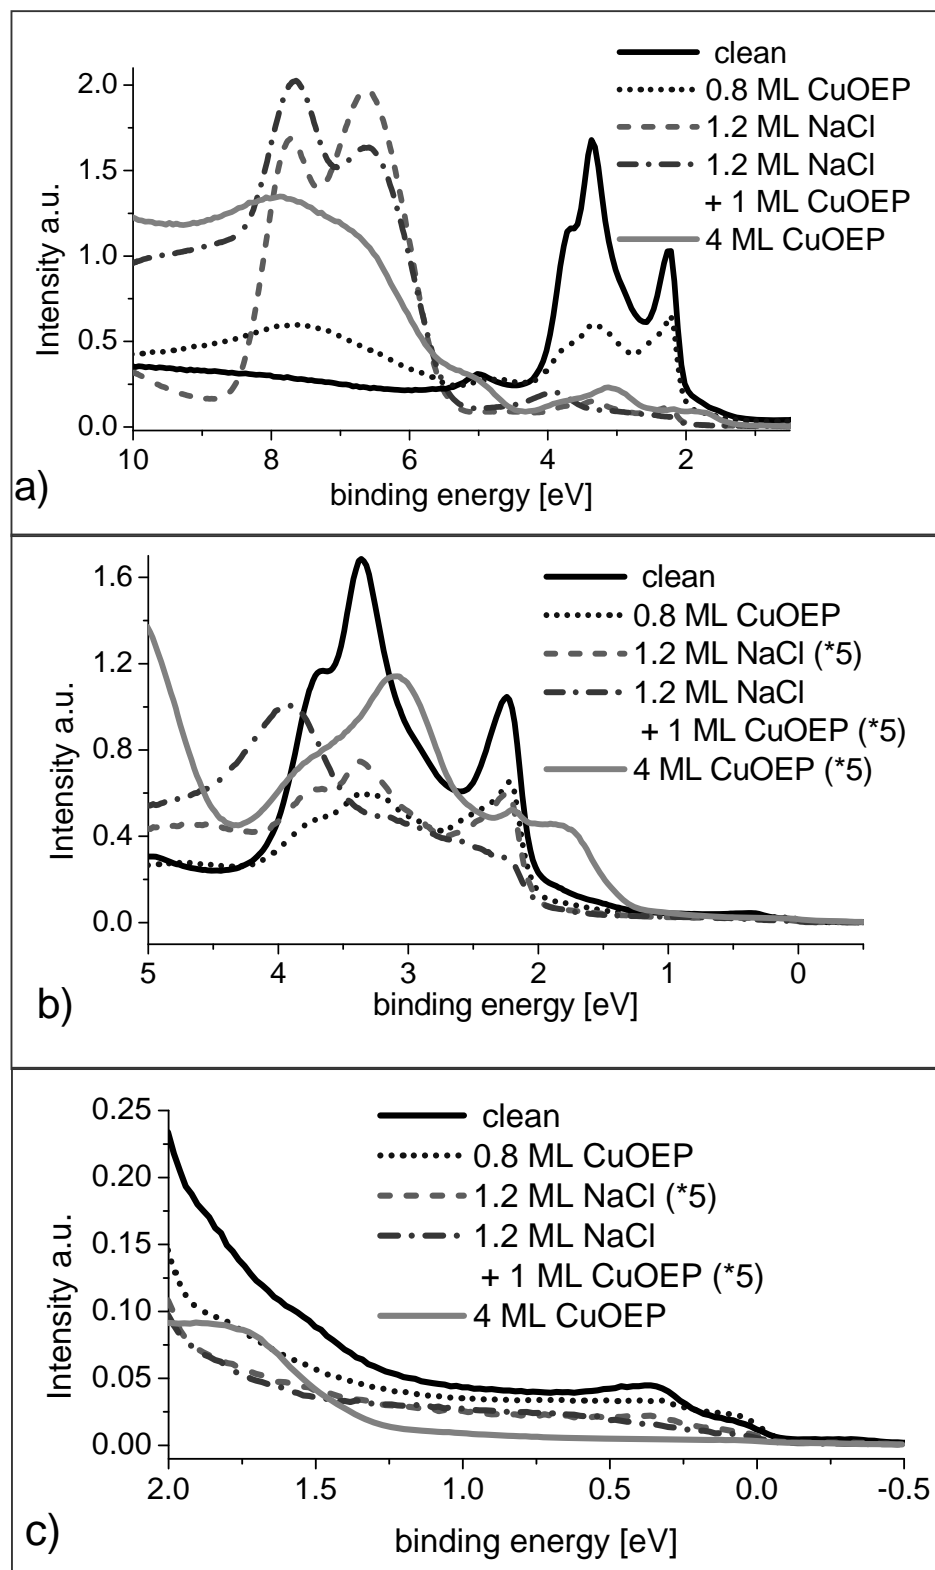 clean
0.8 ML CuOEP
1.2 ML NaCl
1.2 ML NaCl
+ 1 ML CuOEP
4 ML CuOEP
2.0
1.5
1.0
0.5
0.0
Intensity a.u.
10 8 6 4 2
binding energy [eV]
a)
clean
0.8 ML CuOEP
1.2 ML NaCl (*5)
1.2 ML NaCl
+ 1 ML CuOEP (*5)
4 ML CuOEP (*5)
1.6
1.2
0.8
0.4
0.0
Intensity a.u.
5 4 3 2 1 0
binding energy [eV]
b)
clean
0.8 ML CuOEP
1.2 ML NaCl (*5)
1.2 ML NaCl
+ 1 ML CuOEP (*5)
4 ML CuOEP
0.25
0.20
0.15
0.10
0.05
0.00
Intensity a.u.
2.0 1.5 1.0 0.5 0.0 -0.5
binding energy [eV]
c)